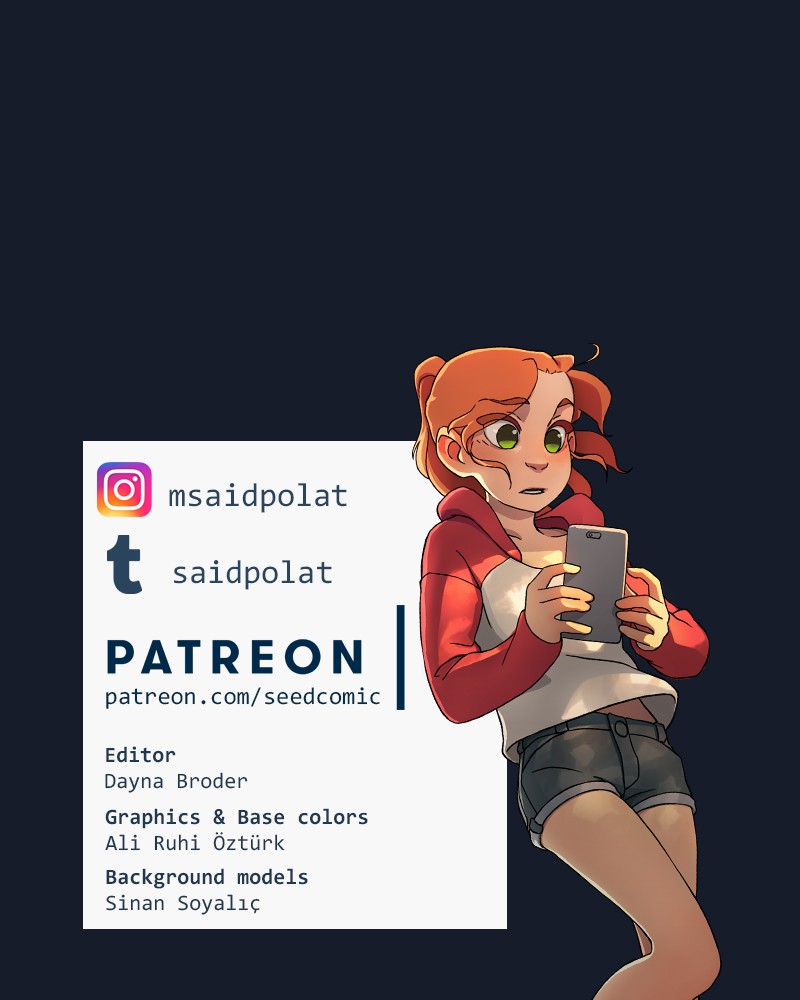 msaidpolat
t saidpolat
PATREON
patreon.com/seedcomic
Editor
Dayna Broder
Graphics & Base colors
Ali Ruhi Öztürk
Background models
Sinan Soyalıç